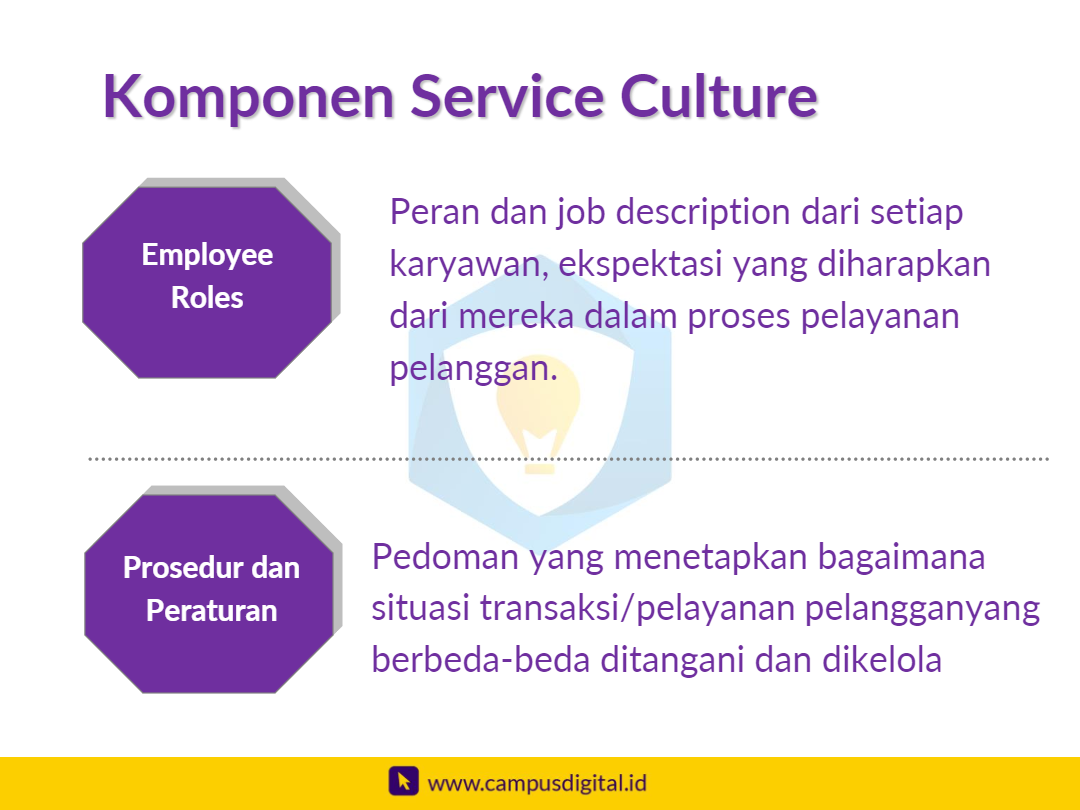 Komponen Service Culture
Employee
Roles
Peran dan job description dari setiap
karyawan, ekspektasi yang diharapkan
dari mereka dalam proses pelayanan
pelanggan.
Prosedur dan
Peraturan
Pedoman yang menetapkan bagaimana
situasi transaksi/pelayanan pelangganyang
berbeda-beda ditangani dan dikelola
www.campusdigital.id